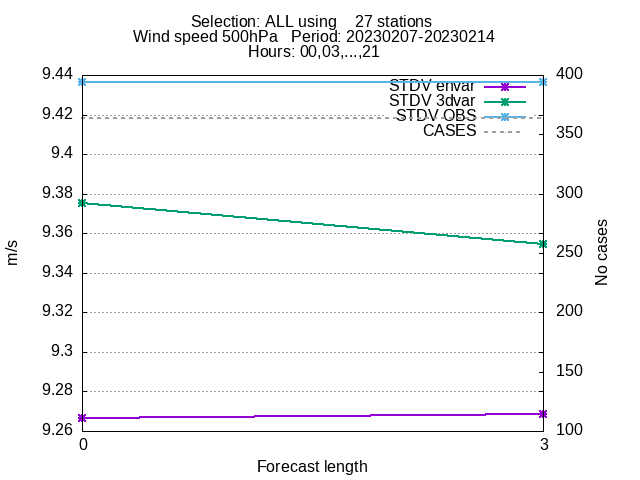 Selection: ALL using    27 stations
Wind speed 500hPa   Period: 20230207-20230214
Hours: 00,03,...,21
STDV envar
STDV 3dvar
STDV OBS
CASES
9.44
9.42
9.4
9.38
9.36
9.34
9.32
9.3
9.28
9.26
400
350
300
250
200
150
100
m/s
No cases
0
3
Forecast length